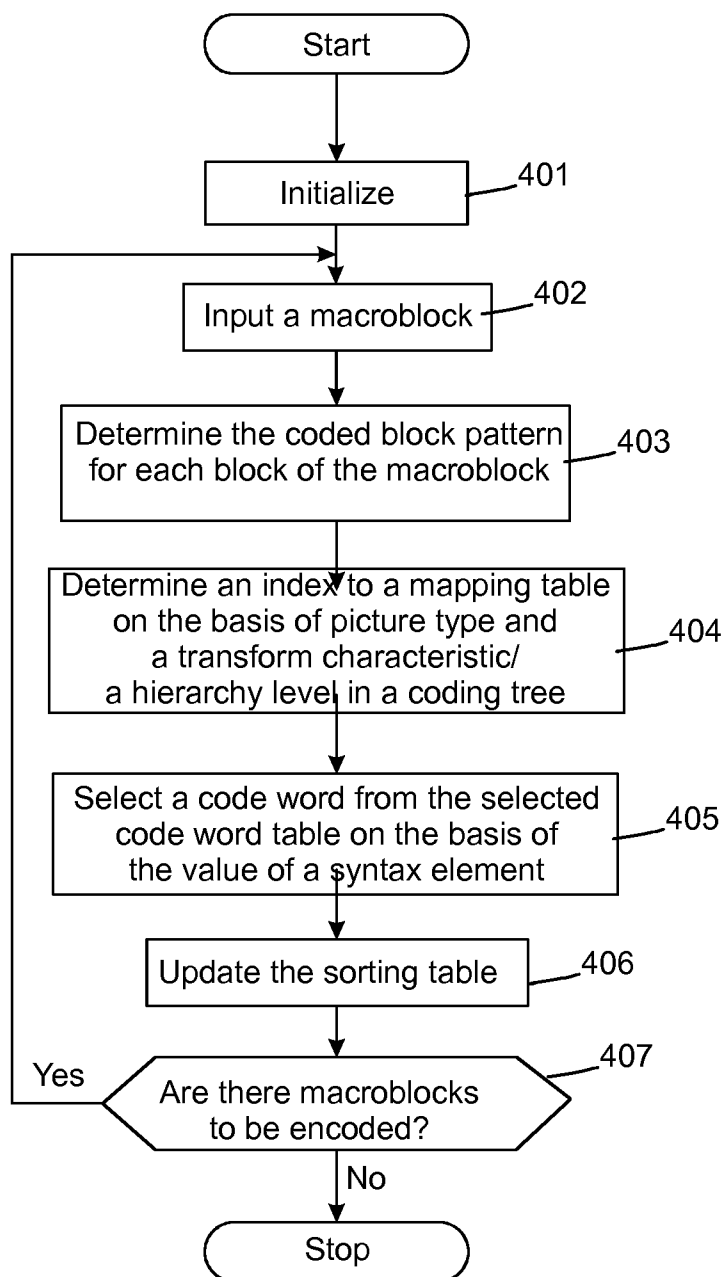 Start
Initialize
401
Input a macroblock
402
Determine the coded block pattern
for each block of the macroblock
403
Determine an index to a mapping table
on the basis of picture type and
a transform characteristic/
a hierarchy level in a coding tree
404
Select a code word from the selected
code word table on the basis of
the value of a syntax element
405
Update the sorting table
406
407
Yes
Are there macroblocks
to be encoded?
No
Stop